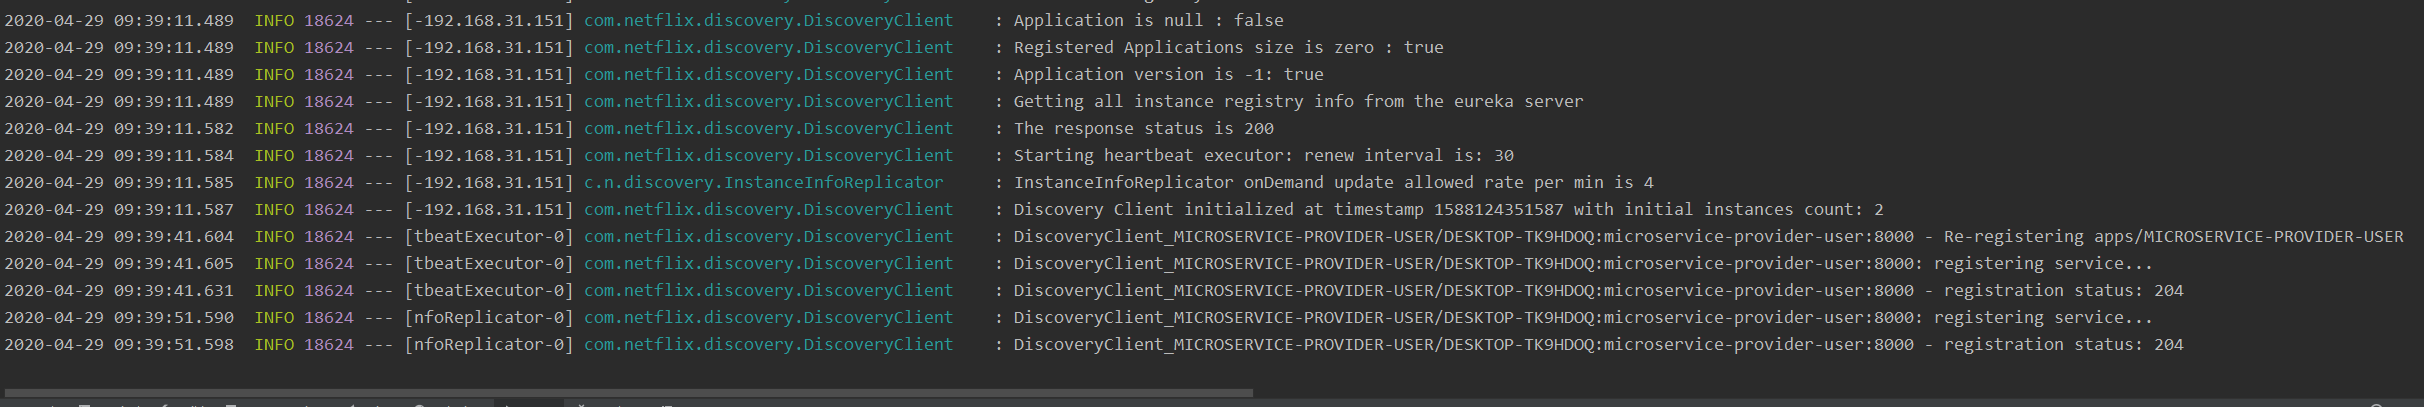 2020-04-29 09:39:11.489  INFO 18624 --- [-192.168.31.151] com.netflix.discovery.DiscoveryClient    : Application is null : false
2020-04-29 09:39:11.489  INFO 18624 --- [-192.168.31.151] com.netflix.discovery.DiscoveryClient    : Registered Applications size is zero : true
2020-04-29 09:39:11.489  INFO 18624 --- [-192.168.31.151] com.netflix.discovery.DiscoveryClient    : Application version is -1: true
2020-04-29 09:39:11.489  INFO 18624 --- [-192.168.31.151] com.netflix.discovery.DiscoveryClient    : Getting all instance registry info from the eureka server
2020-04-29 09:39:11.582  INFO 18624 --- [-192.168.31.151] com.netflix.discovery.DiscoveryClient    : The response status is 200
2020-04-29 09:39:11.584  INFO 18624 --- [-192.168.31.151] com.netflix.discovery.DiscoveryClient    : Starting heartbeat executor: renew interval is: 30
2020-04-29 09:39:11.585  INFO 18624 --- [-192.168.31.151] c.n.discovery.InstanceInfoReplicator     : InstanceInfoReplicator onDemand update allowed rate per min is 4
2020-04-29 09:39:11.587  INFO 18624 --- [-192.168.31.151] com.netflix.discovery.DiscoveryClient    : Discovery Client initialized at timestamp 1588124351587 with initial instances count: 2
2020-04-29 09:39:41.604  INFO 18624 --- [tbeatExecutor-0] com.netflix.discovery.DiscoveryClient    : DiscoveryClient_MICROSERVICE-PROVIDER-USER/DESKTOP-TK9HDOQ:microservice-provider-user:8000 - Re-registering apps/MICROSERVICE-PROVIDER-USER
2020-04-29 09:39:41.605  INFO 18624 --- [tbeatExecutor-0] com.netflix.discovery.DiscoveryClient    : DiscoveryClient_MICROSERVICE-PROVIDER-USER/DESKTOP-TK9HDOQ:microservice-provider-user:8000: registering service...
2020-04-29 09:39:41.631  INFO 18624 --- [tbeatExecutor-0] com.netflix.discovery.DiscoveryClient    : DiscoveryClient_MICROSERVICE-PROVIDER-USER/DESKTOP-TK9HDOQ:microservice-provider-user:8000 - registration status: 204
2020-04-29 09:39:51.590  INFO 18624 --- [nfoReplicator-0] com.netflix.discovery.DiscoveryClient    : DiscoveryClient_MICROSERVICE-PROVIDER-USER/DESKTOP-TK9HDOQ:microservice-provider-user:8000: registering service...
2020-04-29 09:39:51.598  INFO 18624 --- [nfoReplicator-0] com.netflix.discovery.DiscoveryClient    : DiscoveryClient_MICROSERVICE-PROVIDER-USER/DESKTOP-TK9HDOQ:microservice-provider-user:8000 - registration status: 204